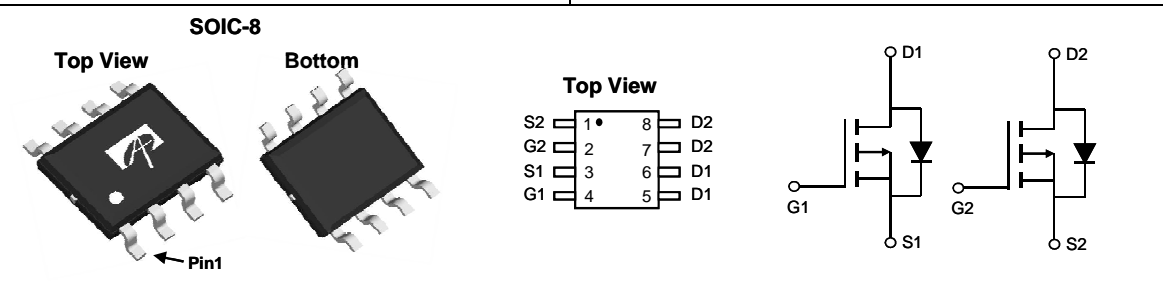 SOIC-8
Top View
Bottom
Pin1
Top View
S2 1 8 D2
G2 2 7 D2
S1 3 6 D1
G1 4 5 D1
D1
G1
S1
D2
G2
S2